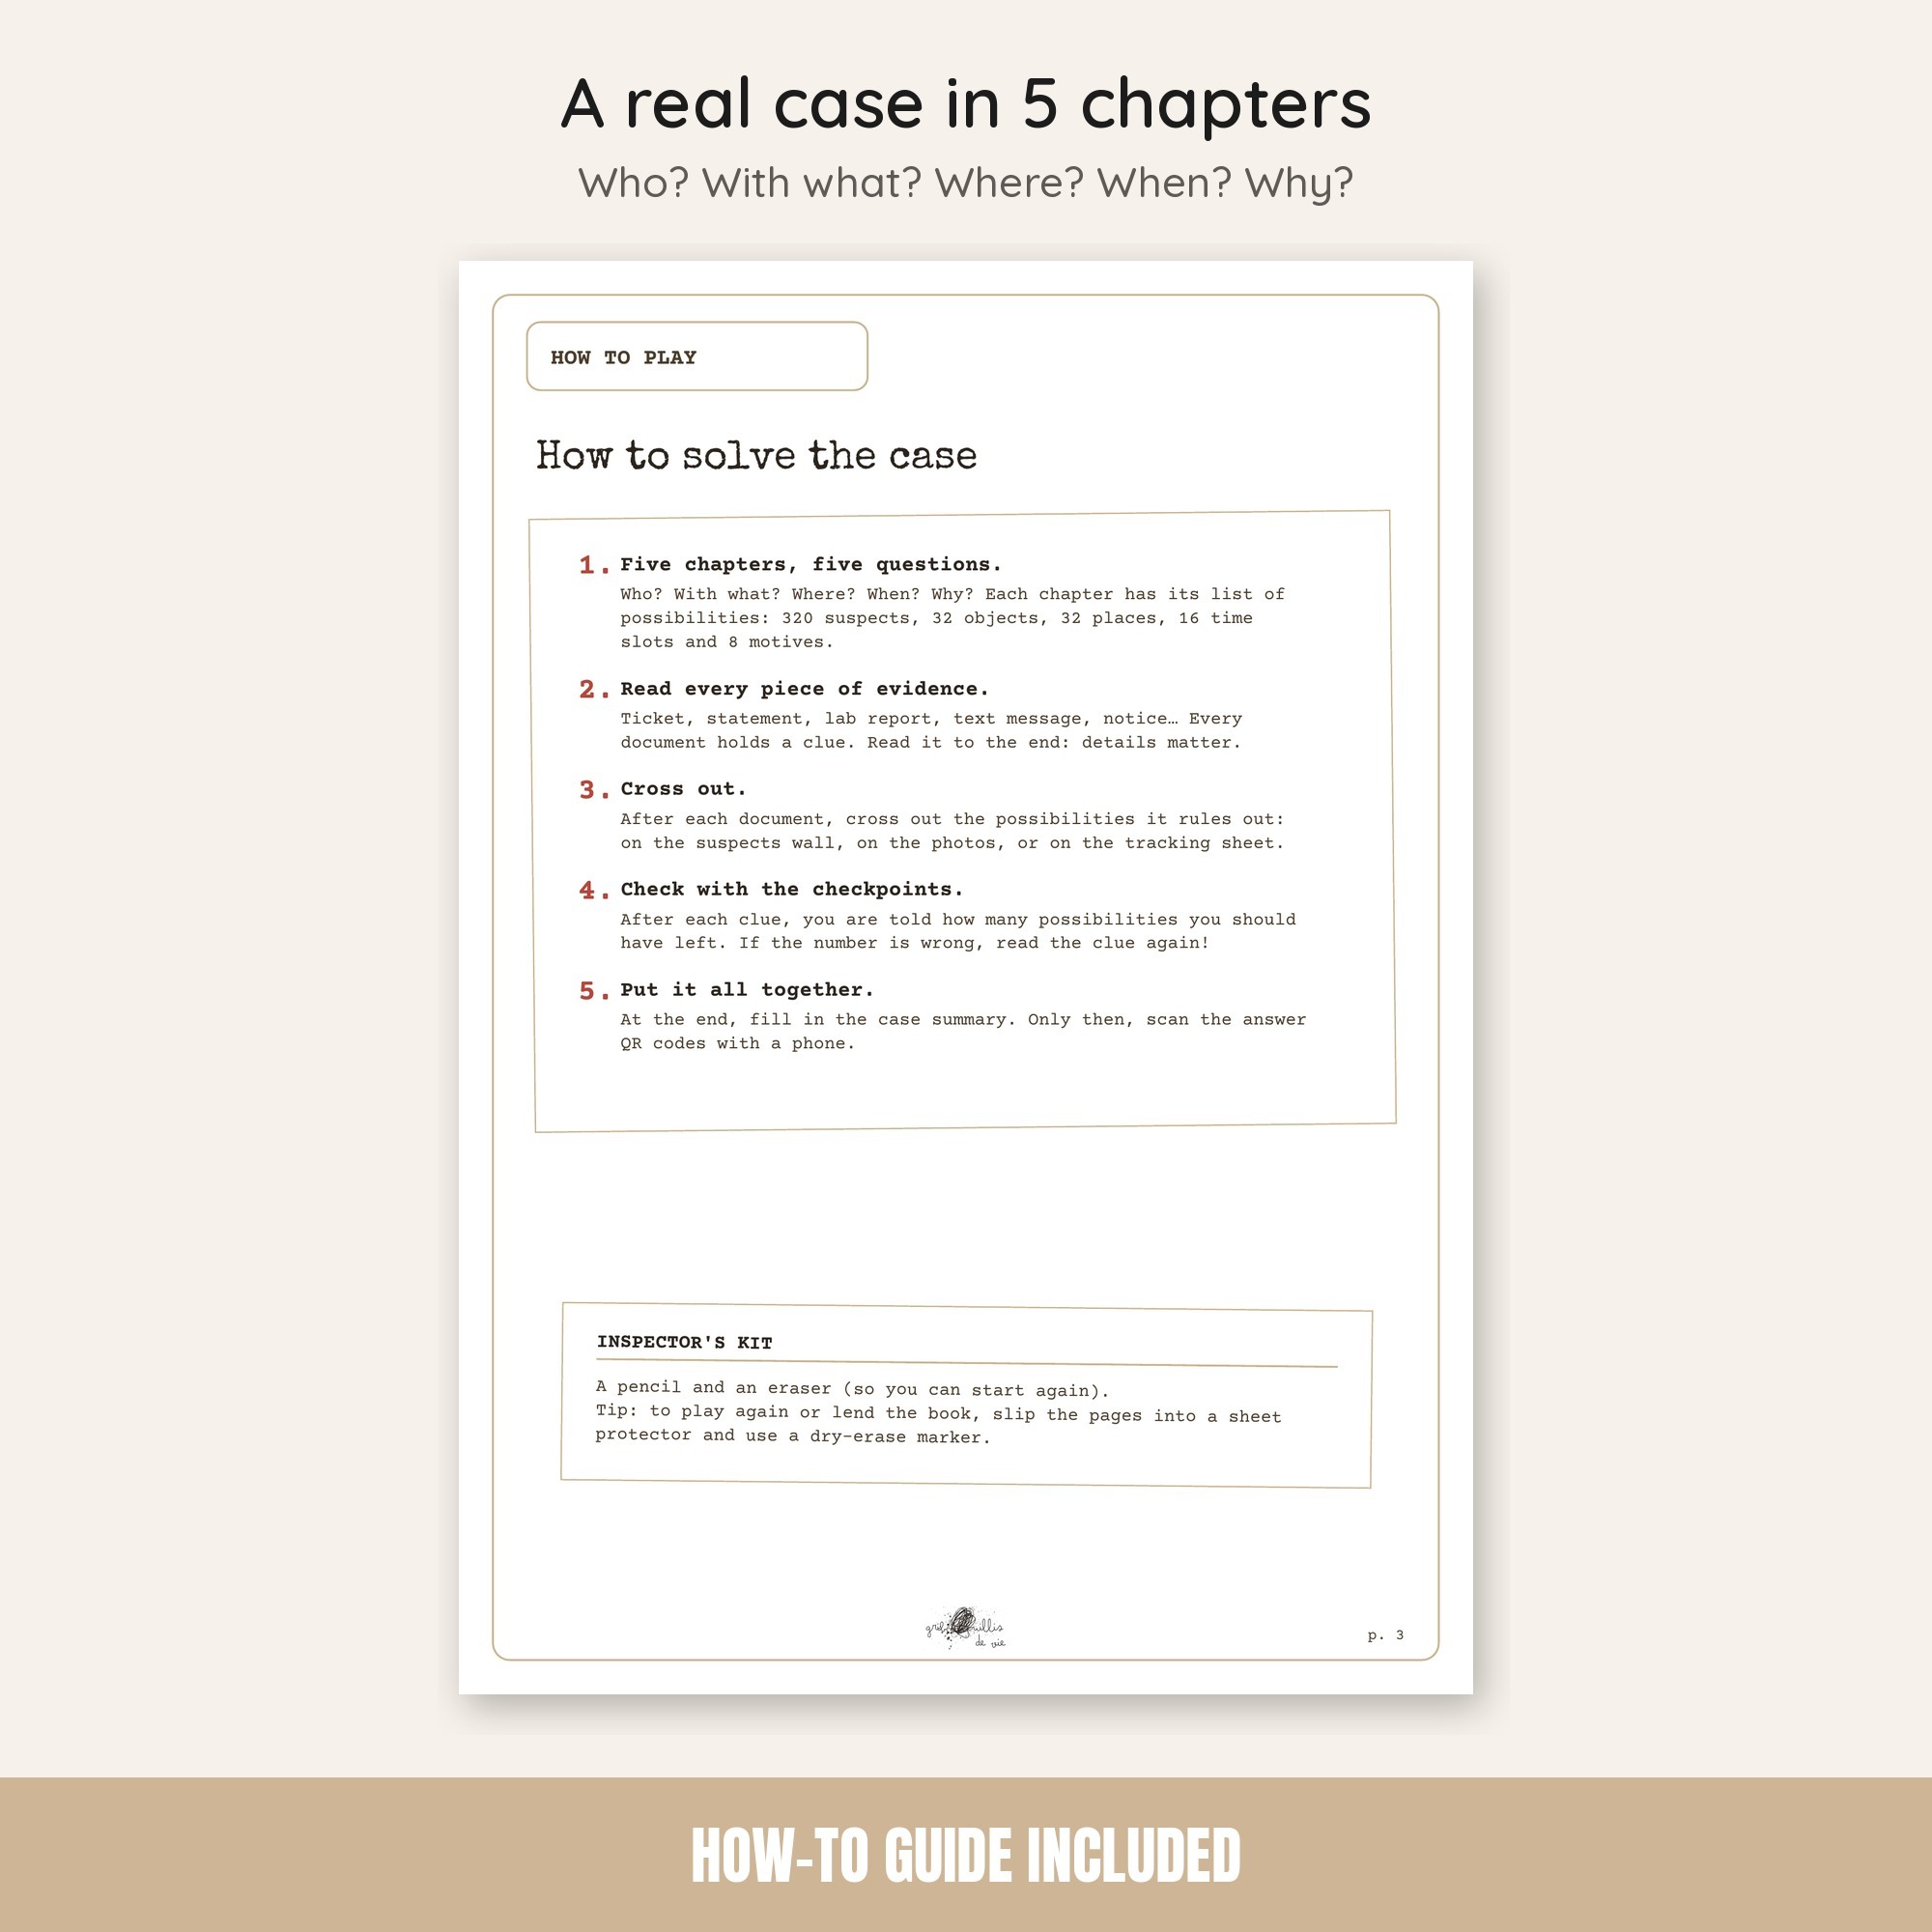 A real case in 5 chapters
Who? With what? Where? When? Why?
HOW TO PLAY
How to solve the case
1. Five chapters, five questions.
Who? With what? Where? When? Why? Each chapter has its list of
possibilities: 320 suspects, 32 objects, 32 places, 16 time
slots and 8 motives.
2. Read every piece of evidence.
Ticket, statement, lab report, text message, notice… Every
document holds a clue. Read it to the end: details matter.
3. Cross out.
After each document, cross out the possibilities it rules out:
on the suspects wall, on the photos, or on the tracking sheet.
4. Check with the checkpoints.
After each clue, you are told how many possibilities you should
have left. If the number is wrong, read the clue again!
5. Put it all together.
At the end, fill in the case summary. Only then, scan the answer
QR codes with a phone.
INSPECTOR'S KIT
A pencil and an eraser (so you can start again).
Tip: to play again or lend the book, slip the pages into a sheet
protector and use a dry-erase marker.
de vie
p. 3
HOW-TO GUIDE INCLUDED